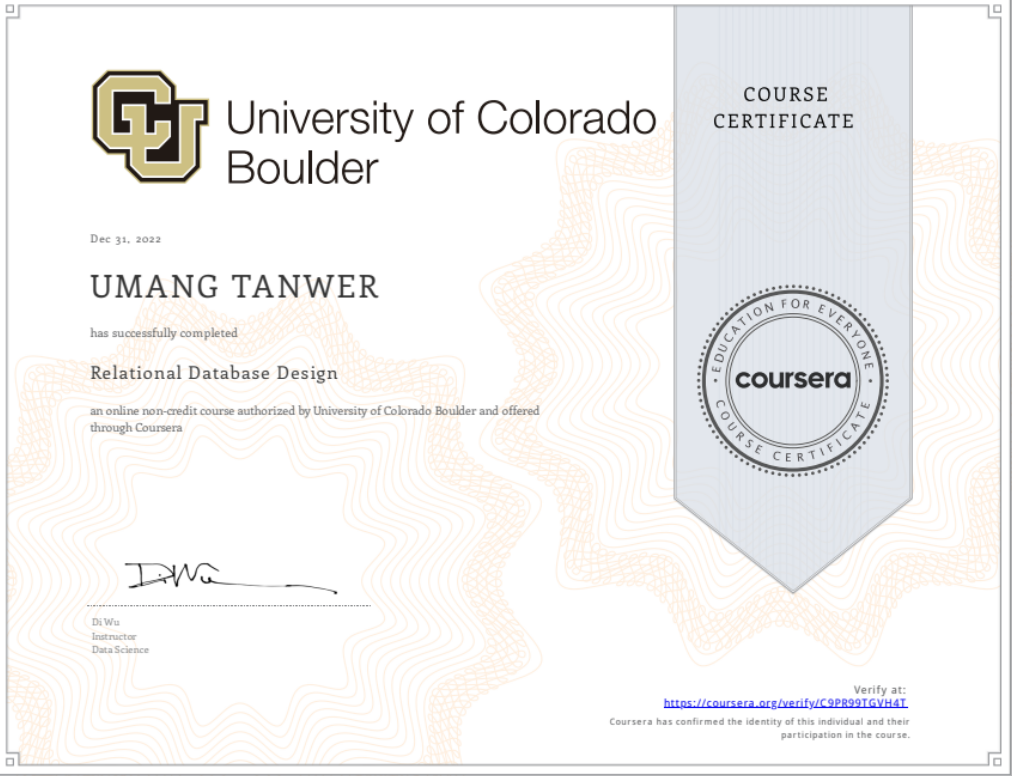 CU
University of Colorado
Boulder
COURSE
CERTIFICATE
Dec 31, 2022
UMANG TANWER
has successfully completed
Relational Database Design
an online non-credit course authorized by University of Colorado Boulder and offered
through Coursera
EDUCATION FOR EVERYONE
coursera
COURSE CERTIFICATE
Di Wu
Di Wu
Instructor
Data Science
Verify at:
https://coursera.org/verify/C9PR99TGVH4T
Coursera has confirmed the identity of this individual and their
participation in the course.